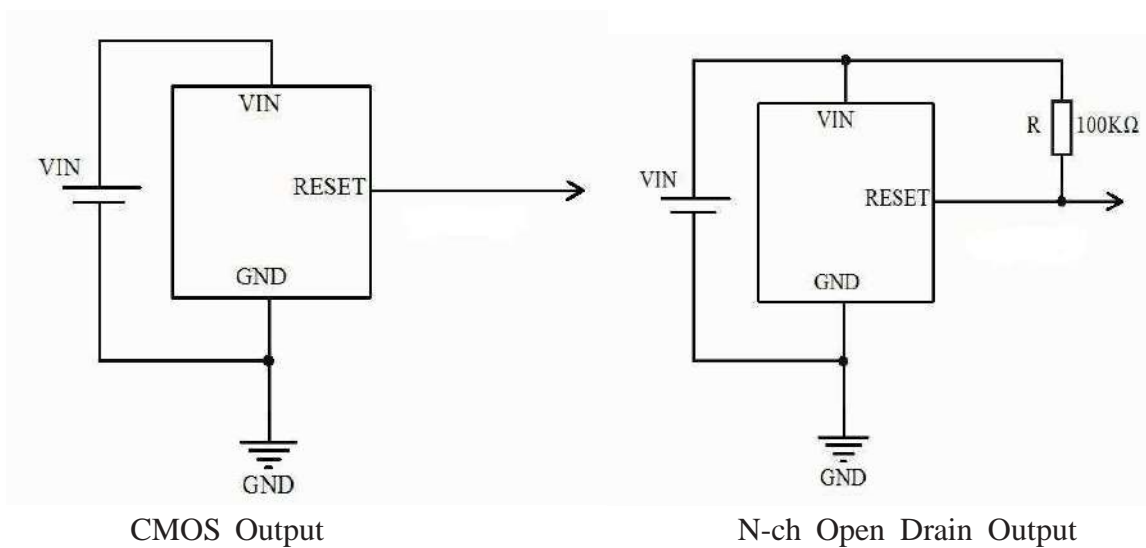 VIN
VIN
RESET
GND
GND
CMOS Output
VIN
VIN
R 100KΩ
RESET
GND
GND
N-ch Open Drain Output